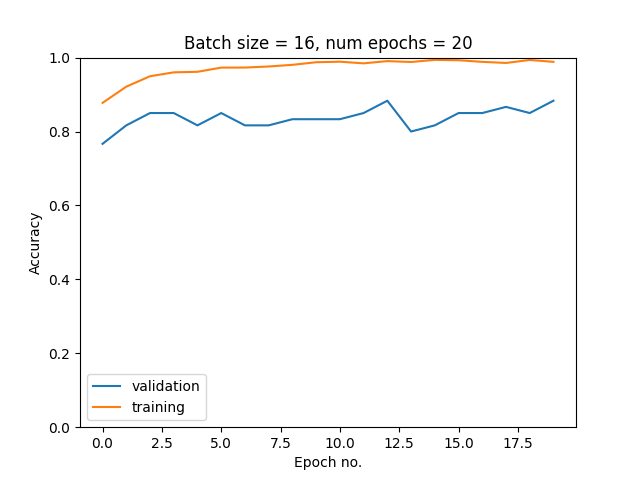 Batch size = 16, num epochs = 20
Accuracy
1.0
0.8
0.6
0.4
0.2
0.0
validation
training
0.0 2.5 5.0 7.5 10.0 12.5 15.0 17.5
Epoch no.